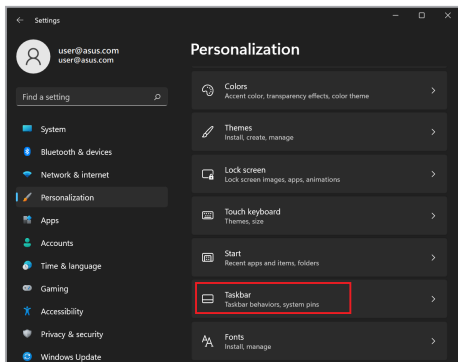 Settings
user@asus.com
user@asus.com
Find a setting
System
Bluetooth & devices
Network & internet
Personalization
Apps
Accounts
Time & language
Gaming
Accessibility
Privacy & security
Windows Update
Personalization
Colors
Accent color, transparency effects, color theme
Themes
Install, create, manage
Lock screen
Lock screen images, apps, animations
Touch keyboard
Themes, size
Start
Recent apps and items, folders
Taskbar
Taskbar behaviors, system pins
Fonts
Install, manage